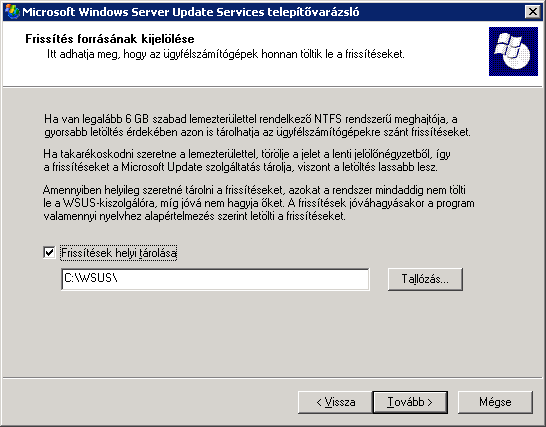 Microsoft Windows Server Update Services telepítővarázsló
Frissítés forrásának kijelölése
Itt adhatja meg, hogy az ügyfélszámítógépek honnan töltik le a frissítéseket.
Ha van legalább 6 GB szabad lemezterülettel rendelkező NTFS rendszerű meghajtója, a
gyorsabb letöltés érdekében azon is tárolhatja az ügyfélszámítógépekre szánt frissítéseket.
Ha takarékoskodni szeretne a lemezterülettel, törölje a jelet a lenti jelölőnégyzetből, így
a frissítéseket a Microsoft Update szolgáltatás tárolja, viszont a letöltés lassabb lesz.
Amennyiben helyileg szeretné tárolni a frissítéseket, azokat a rendszer mindaddig nem tölti
le a WSUS-kiszolgálóra, míg jóvá nem hagyja őket. A frissítések jóváhagyásakor a program
valamennyi nyelvhez alapértelmezés szerint letölti a frissítéseket.
Frissítések helyi tárolása
C:\WSUS\
Tallózás...
< Vissza
Tovább >
Mégse